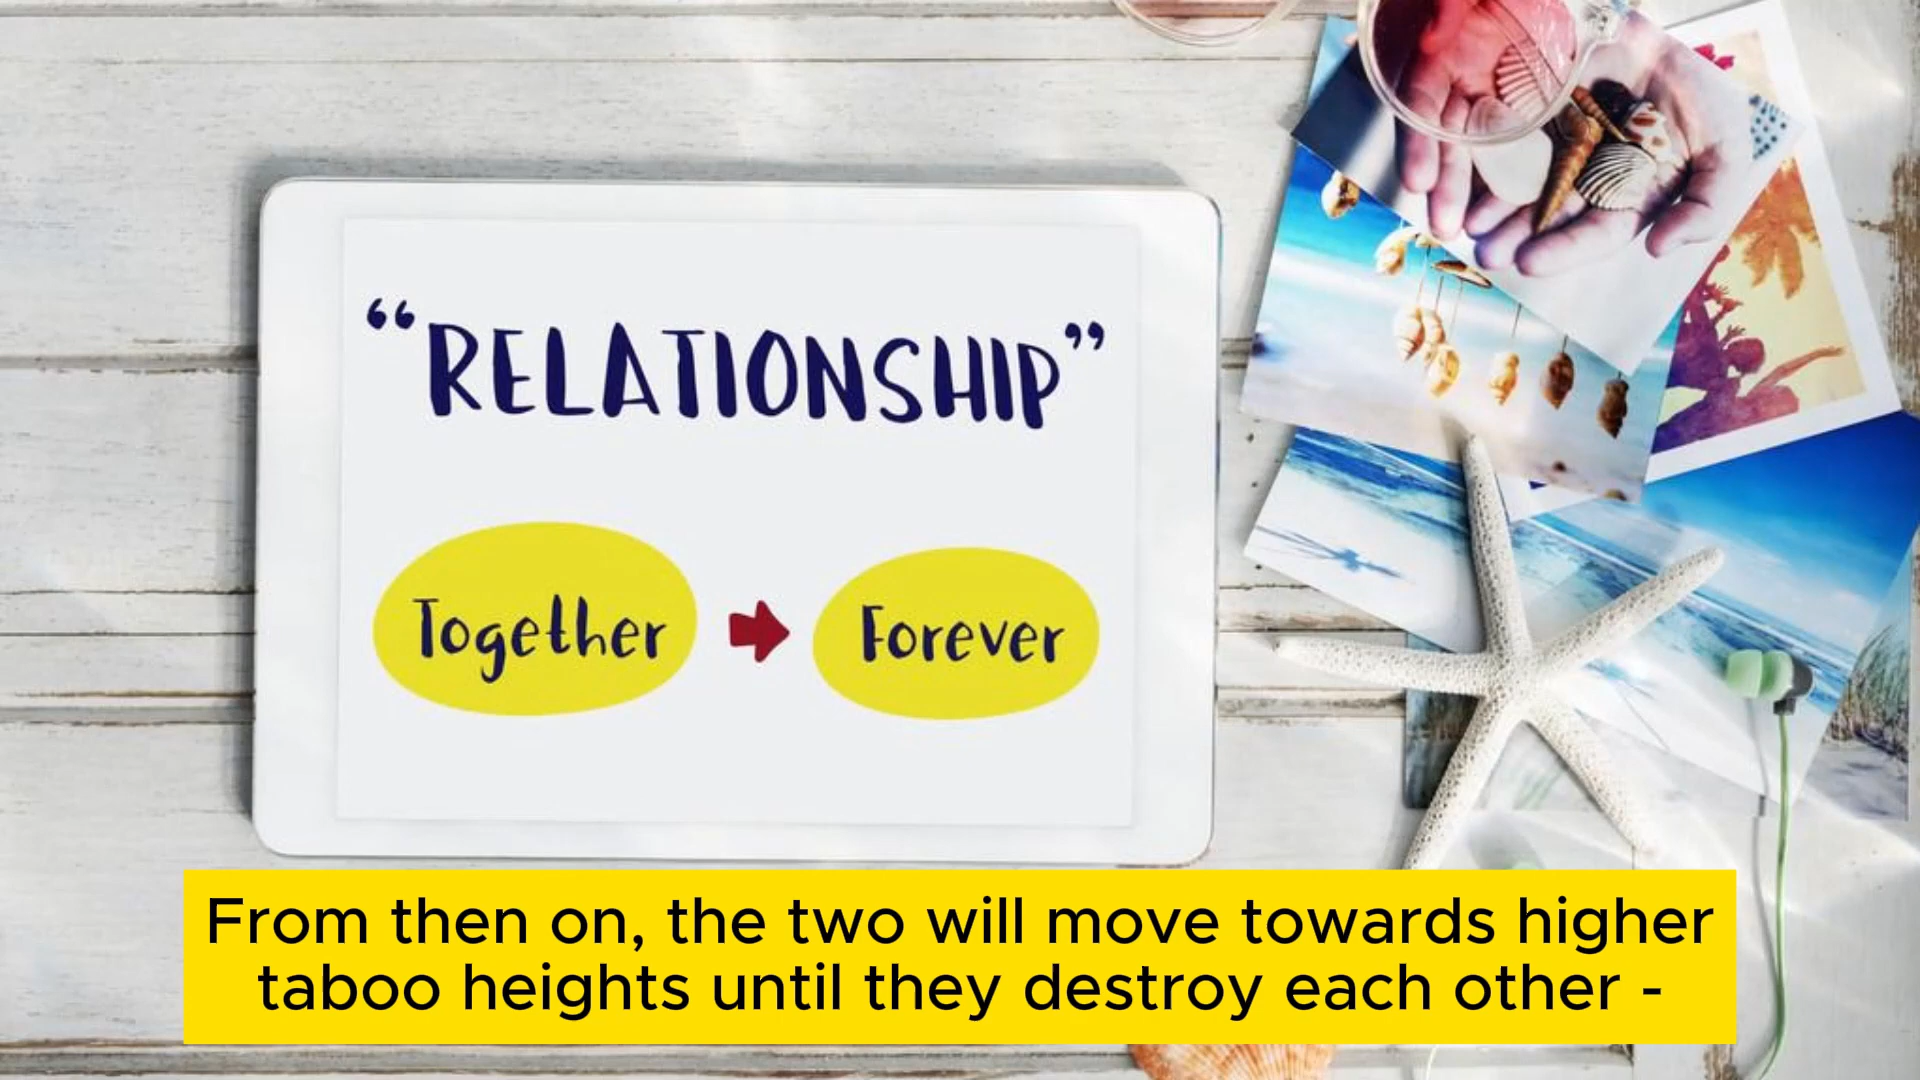 “RELATIONSHIP”
Together
Forever
From then on, the two will move towards higher
taboo heights until they destroy each other -